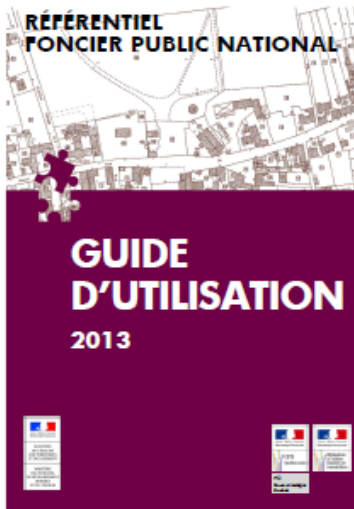 RÉFÉRENTIEL
FONCIER PUBLIC NATIONAL
GUIDE
D'UTILISATION
2013